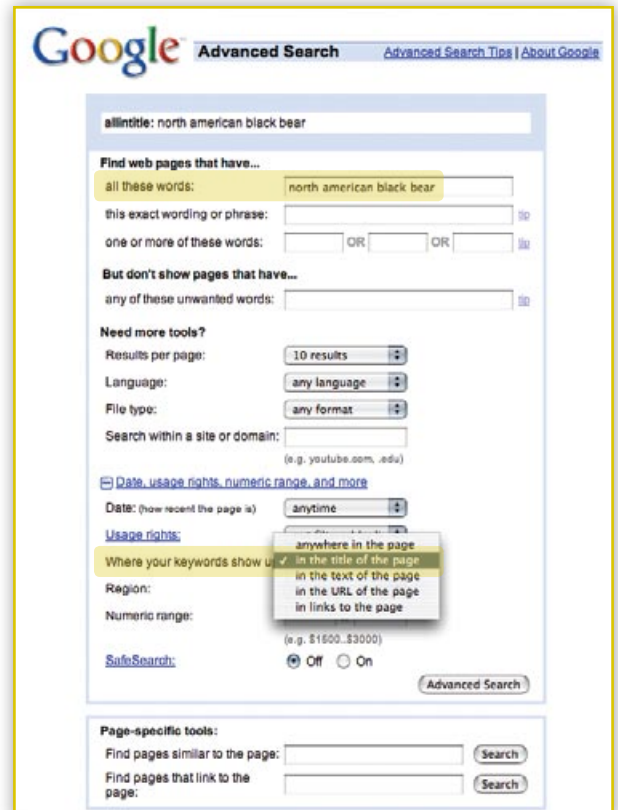 Google Advanced Search Advanced Search Tips | About Google
allintitle: north american black bear
Find web pages that have...
all these words: north american black bear
this exact wording or phrase: tip
one or more of these words: OR OR tip
But don't show pages that have...
any of these unwanted words: tip
Need more tools?
Results per page: 10 results
Language: any language
File type: any format
Search within a site or domain:
(e.g. youtube.com, .edu)
Date, usage rights, numeric range, and more
Date: (how recent the page is) anytime
Usage rights:
anywhere in the page
Where your keywords show u ✓ in the title of the page
in the text of the page
Region: in the URL of the page
in links to the page
Numeric range:
(e.g. $1500..$3000)
SafeSearch: Off On
Advanced Search
Page-specific tools:
Find pages similar to the page: Search
Find pages that link to the
page: Search